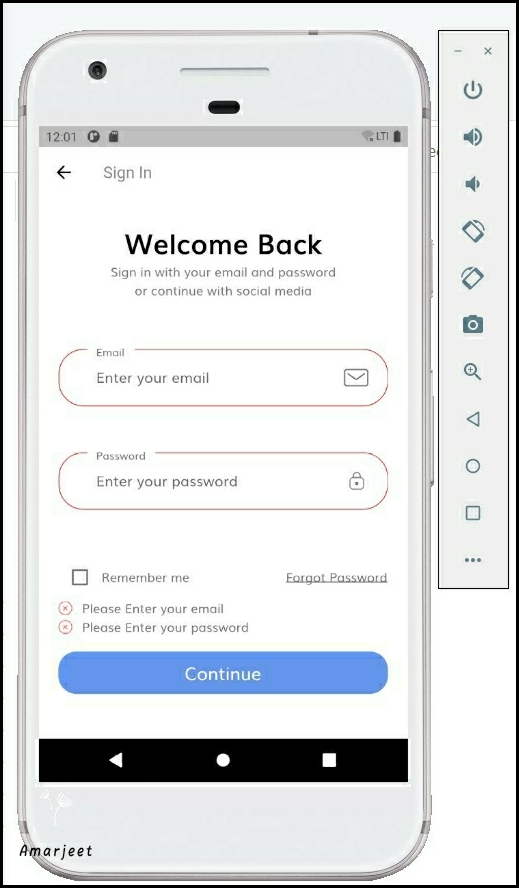 12:01 LTE
Sign In
Welcome Back
Sign in with your email and password
or continue with social media
Email
Enter your email
Password
Enter your password
Remember me Forgot Password
Please Enter your email
Please Enter your password
Continue
Amarjeet